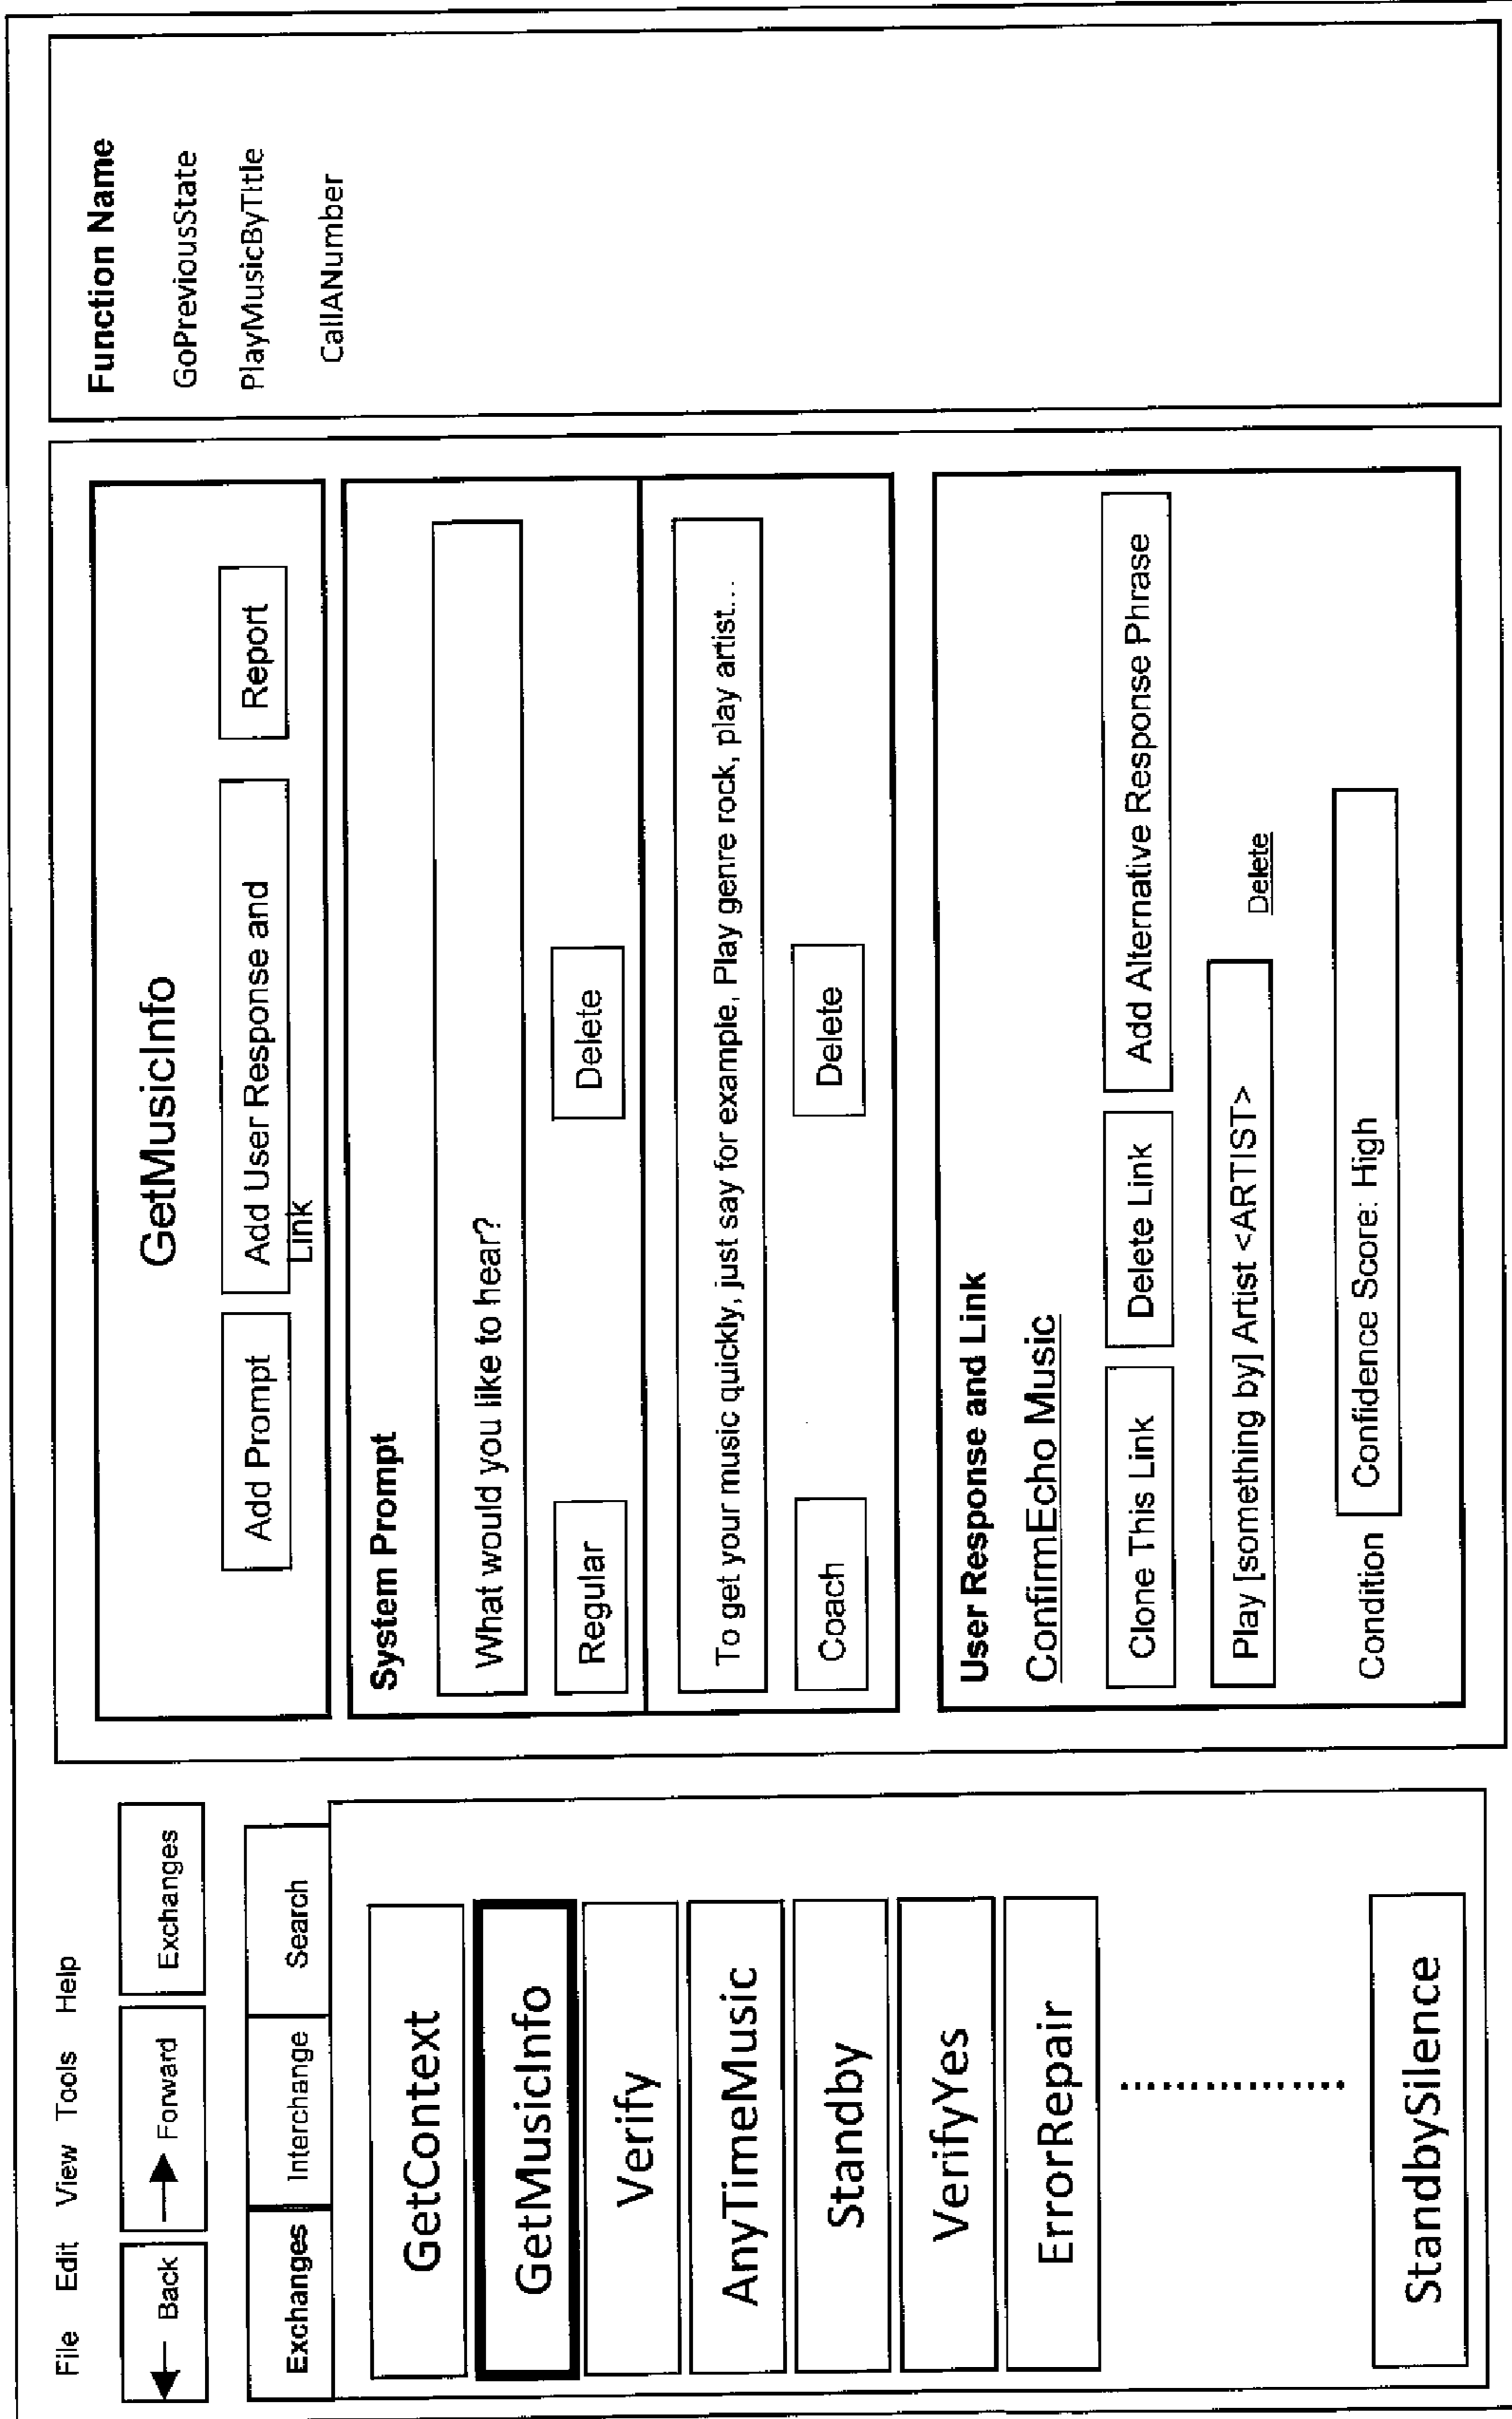 File Edit View Tools Help
Back
Forward
Exchanges
Exchanges
Interchange
Search
GetContext
GetMusicInfo
Verify
AnyTimeMusic
Standby
VerifyYes
ErrorRepair
StandbySilence
GetMusicInfo
Add Prompt
Add User Response and
Link
Report
System Prompt
What would you like to hear?
Regular
Delete
To get your music quickly, just say for example, Play genre rock, play artist...
Coach
Delete
User Response and Link
ConfirmEcho Music
Clone This Link
Delete Link
Add Alternative Response Phrase
Play [something by] Artist <ARTIST>
Delete
Condition
Confidence Score: High
Function Name
GoPreviousState
PlayMusicByTitle
CallANumber